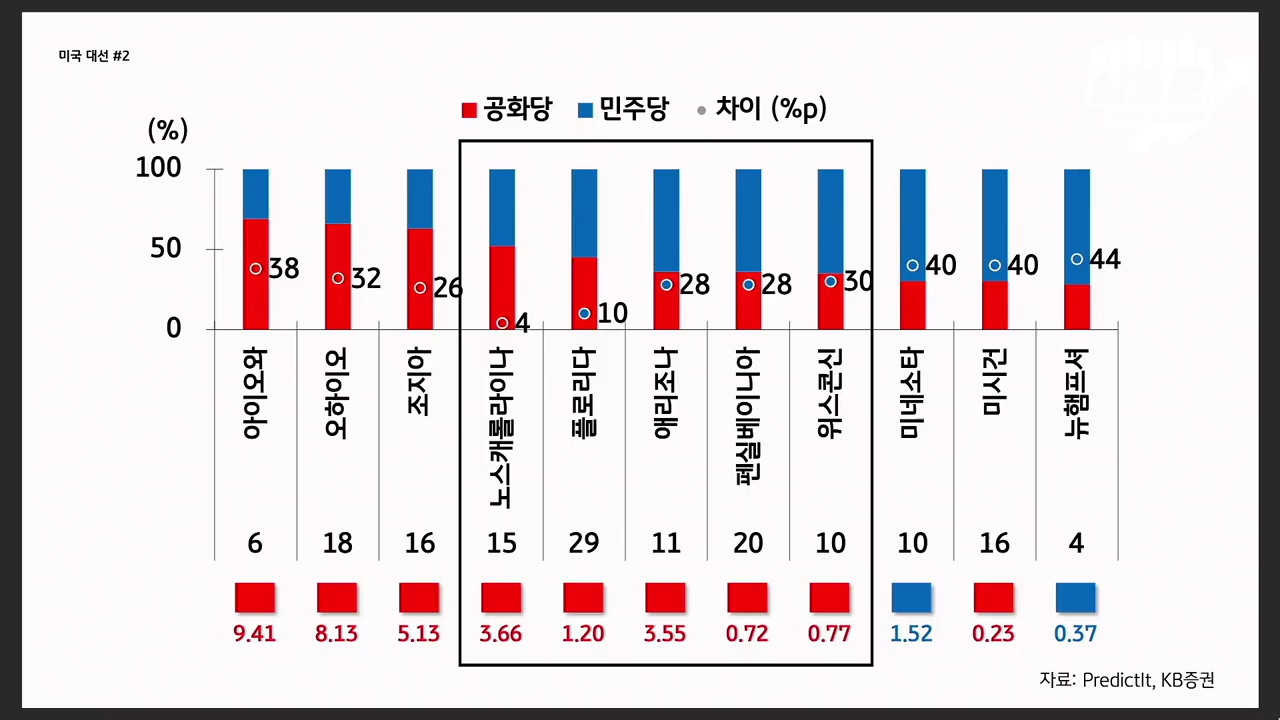 미국 대선 #2
공화당 민주당 차이 (%p)
(%)
100
50
0
38 32 26 4 10 28 28 30 40 40 44
아이오와 오하이오 조지아 노스캐롤라이나 플로리다 애리조나 펜실베이니아 위스콘신 미네소타 미시건 뉴햄프셔
6 18 16 15 29 11 20 10 10 16 4
9.41 8.13 5.13 3.66 1.20 3.55 0.72 0.77 1.52 0.23 0.37
자료: PredictIt, KB증권